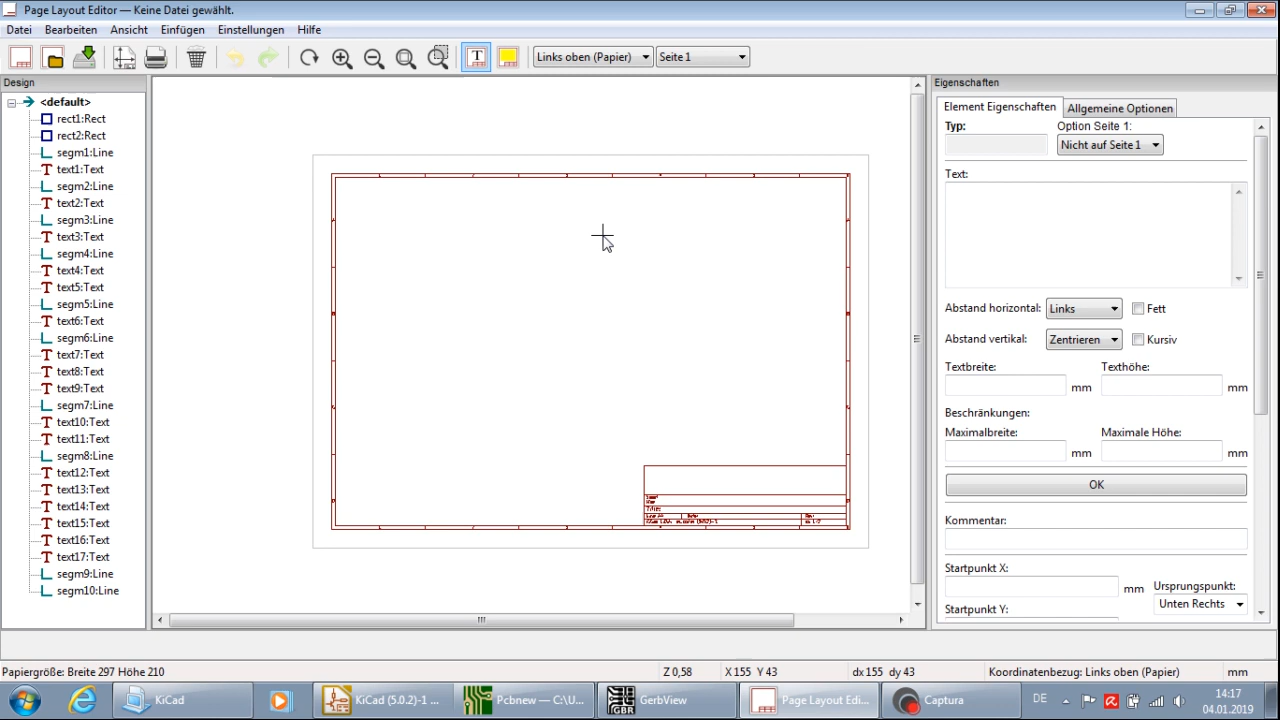 Page Layout Editor — Keine Datei gewählt.
Datei Bearbeiten Ansicht Einfügen Einstellungen Hilfe
T Links oben (Papier) Seite 1
Design
<default>
rect1:Rect
rect2:Rect
segm1:Line
text1:Text
segm2:Line
text2:Text
segm3:Line
text3:Text
segm4:Line
text4:Text
text5:Text
segm5:Line
text6:Text
segm6:Line
text7:Text
text8:Text
text9:Text
segm7:Line
text10:Text
text11:Text
segm8:Line
text12:Text
text13:Text
text14:Text
text15:Text
text16:Text
text17:Text
segm9:Line
segm10:Line
Eigenschaften
Element Eigenschaften Allgemeine Optionen
Typ: Option Seite 1:
Nicht auf Seite 1
Text:
Abstand horizontal: Links Fett
Abstand vertikal: Zentrieren Kursiv
Textbreite: Texthöhe:
mm mm
Beschränkungen:
Maximalbreite: Maximale Höhe:
mm mm
OK
Kommentar:
Startpunkt X:
mm Ursprungspunkt:
Unten Rechts
Startpunkt Y:
Papiergröße: Breite 297 Höhe 210 Z 0,58 X 155 Y 43 dx 155 dy 43 Koordinatenbezug: Links oben (Papier) mm
KiCad KiCad (5.0.2)-1 ... Pcbnew — C:\U... GBR GerbView Page Layout Edi... Captura DE 14:17
04.01.2019